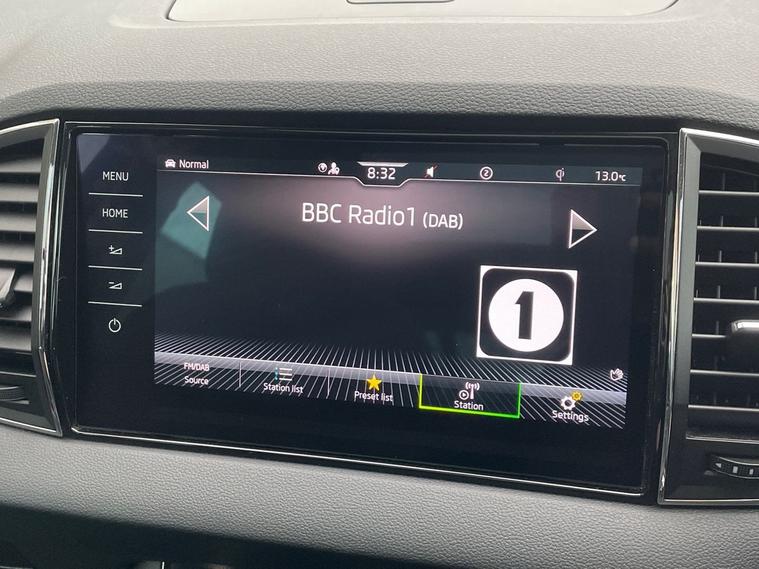 MENU
HOME
Normal
8:32
2
13.0°C
BBC Radio1 (DAB)
1
FM/DAB
Source
Station list
Preset list
Station
Settings